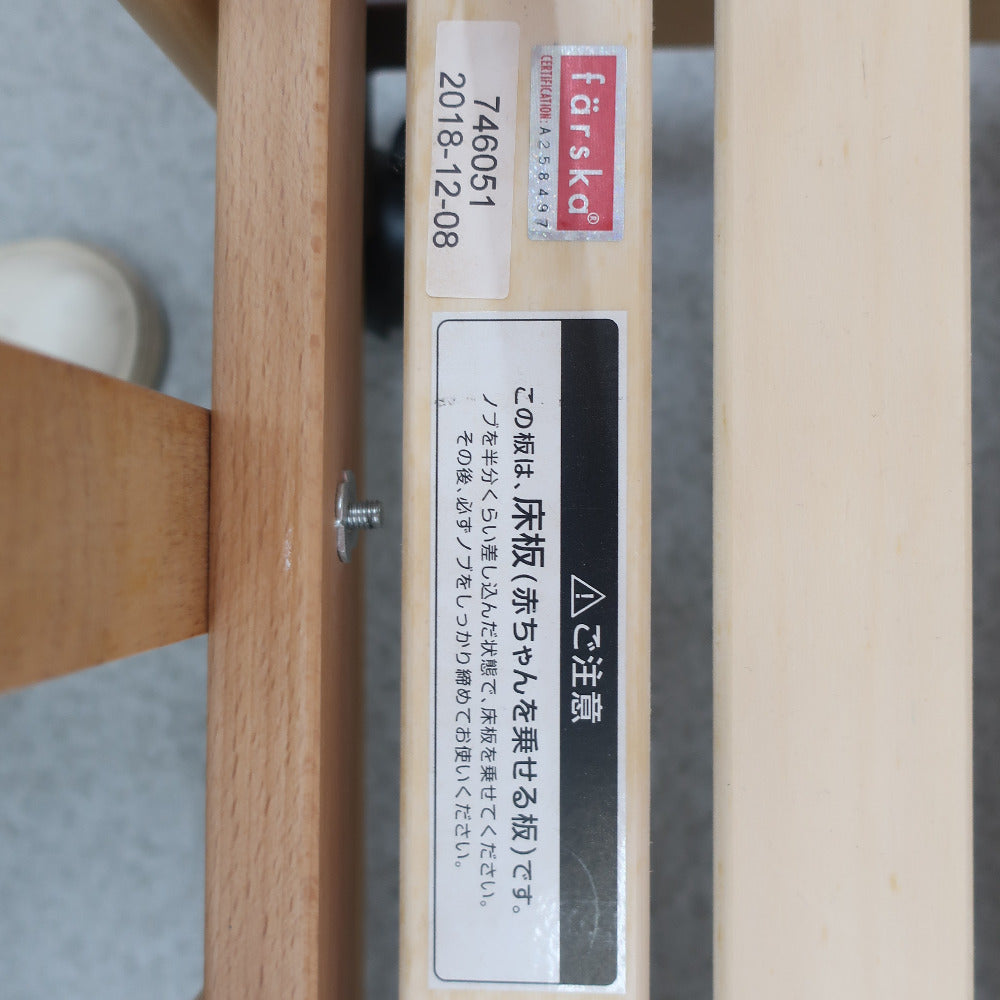 färska®
CERTIFICATION: A258497
746051
2018-12-08
ご注意
この板は、床板(赤ちゃんを乗せる板)です。
ノブを半分くらい差し込んだ状態で、床板を乗せてください。
その後、必ずノブをしっかり締めてお使いください。